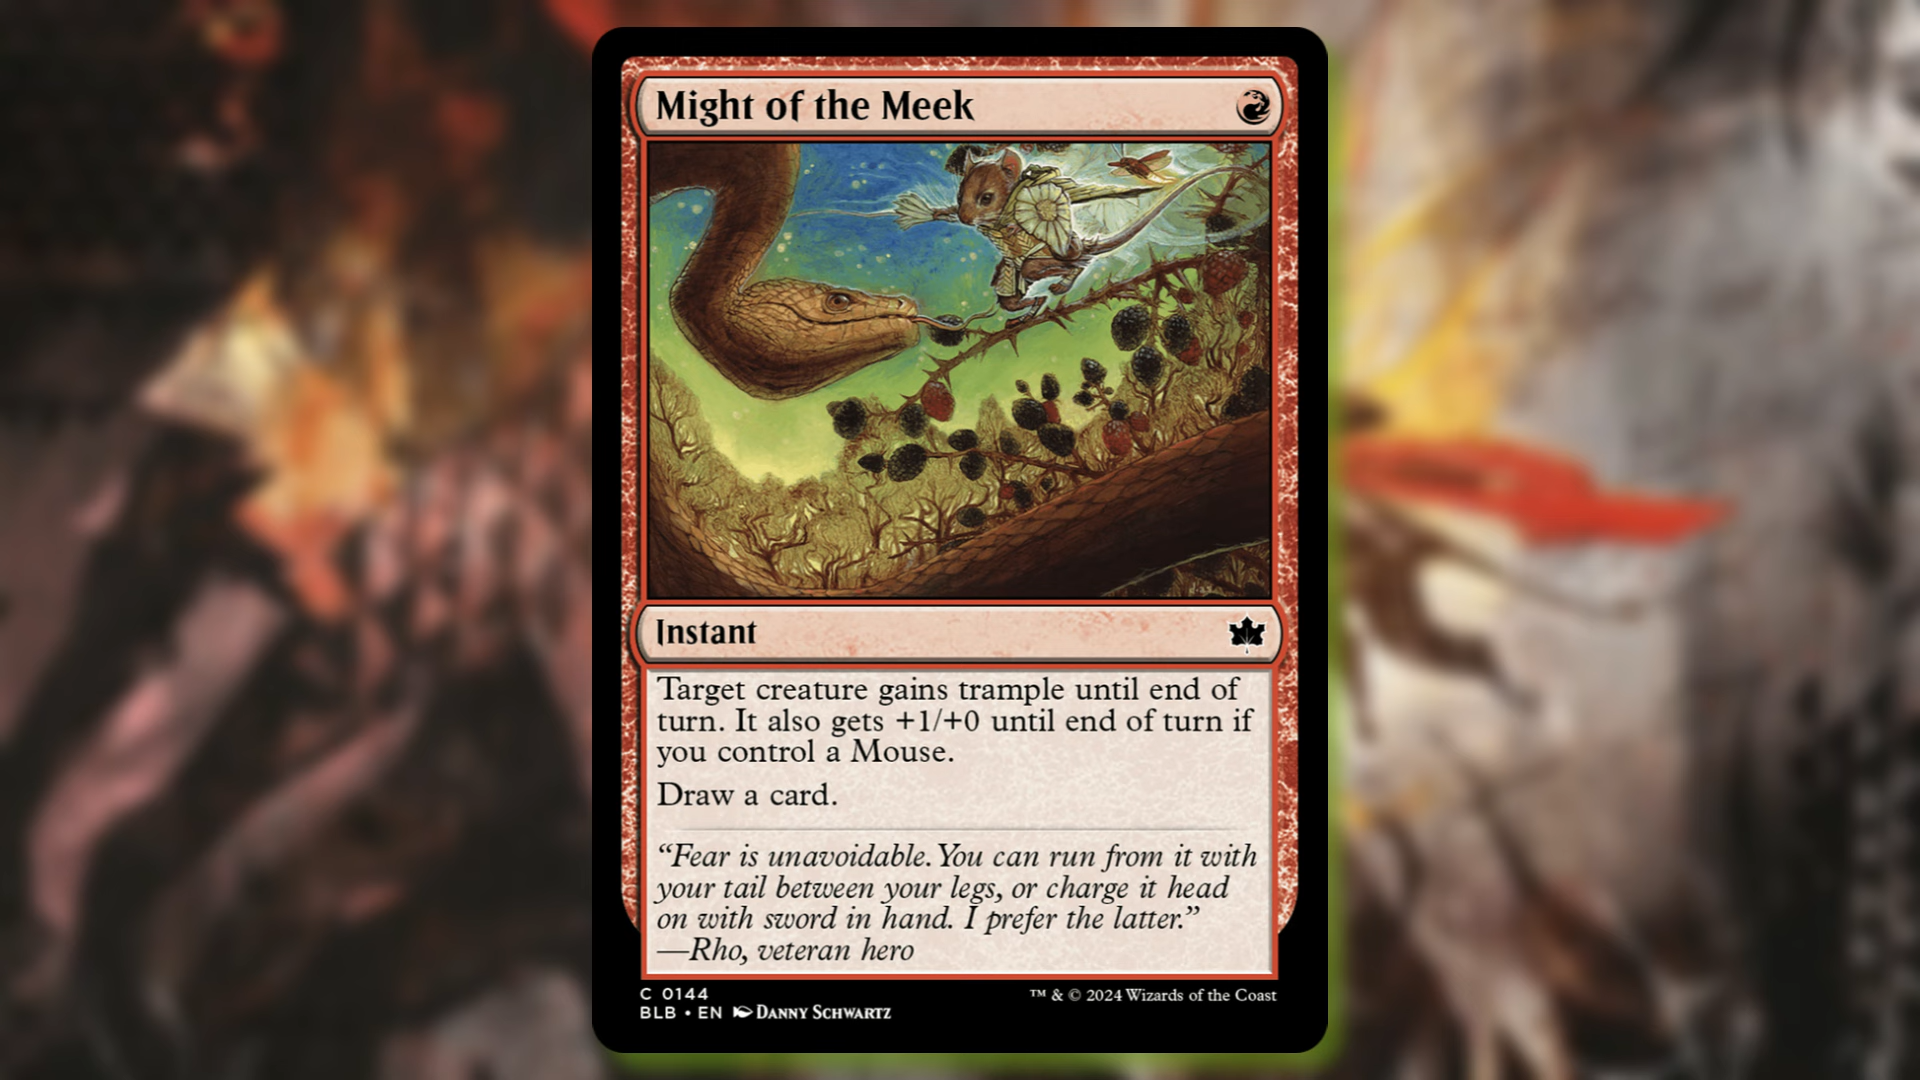 Might of the Meek
Instant
Target creature gains trample until end of
turn. It also gets +1/+0 until end of turn if
you control a Mouse.
Draw a card.
“Fear is unavoidable. You can run from it with
your tail between your legs, or charge it head
on with sword in hand. I prefer the latter.”
—Rho, veteran hero
C 0144
BLB • EN Danny Schwartz
™ & © 2024 Wizards of the Coast